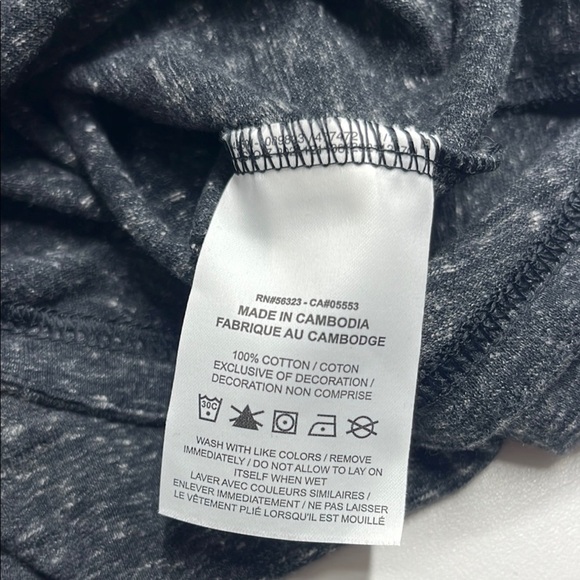 RN#56323 - CA#05553
MADE IN CAMBODIA
FABRIQUE AU CAMBODGE
100% COTTON / COTON
EXCLUSIVE OF DECORATION /
DECORATION NON COMPRISE
30C
WASH WITH LIKE COLORS / REMOVE
IMMEDIATELY / DO NOT ALLOW TO LAY ON
ITSELF WHEN WET
LAVER AVEC COULEURS SIMILAIRES /
ENLEVER IMMÉDIATEMENT / NE PAS LAISSER
LE VÊTEMENT PLIÉ LORSQU'IL EST MOUILLÉ